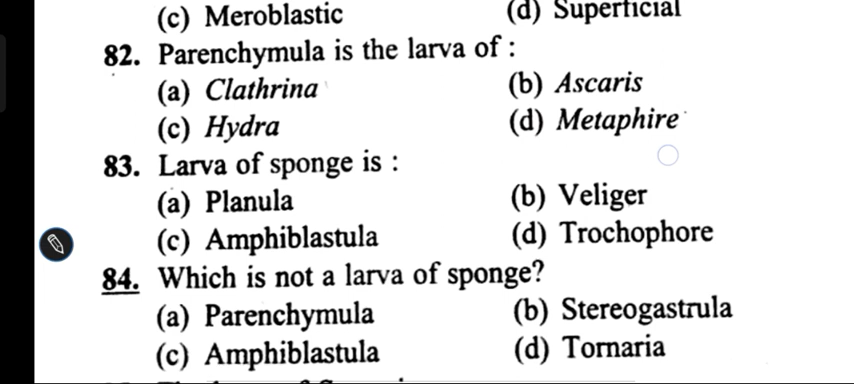 (c) Meroblastic (d) Superficial
82. Parenchymula is the larva of :
(a) Clathrina (b) Ascaris
(c) Hydra (d) Metaphire
83. Larva of sponge is :
(a) Planula (b) Veliger
(c) Amphiblastula (d) Trochophore
84. Which is not a larva of sponge?
(a) Parenchymula (b) Stereogastrula
(c) Amphiblastula (d) Tornaria